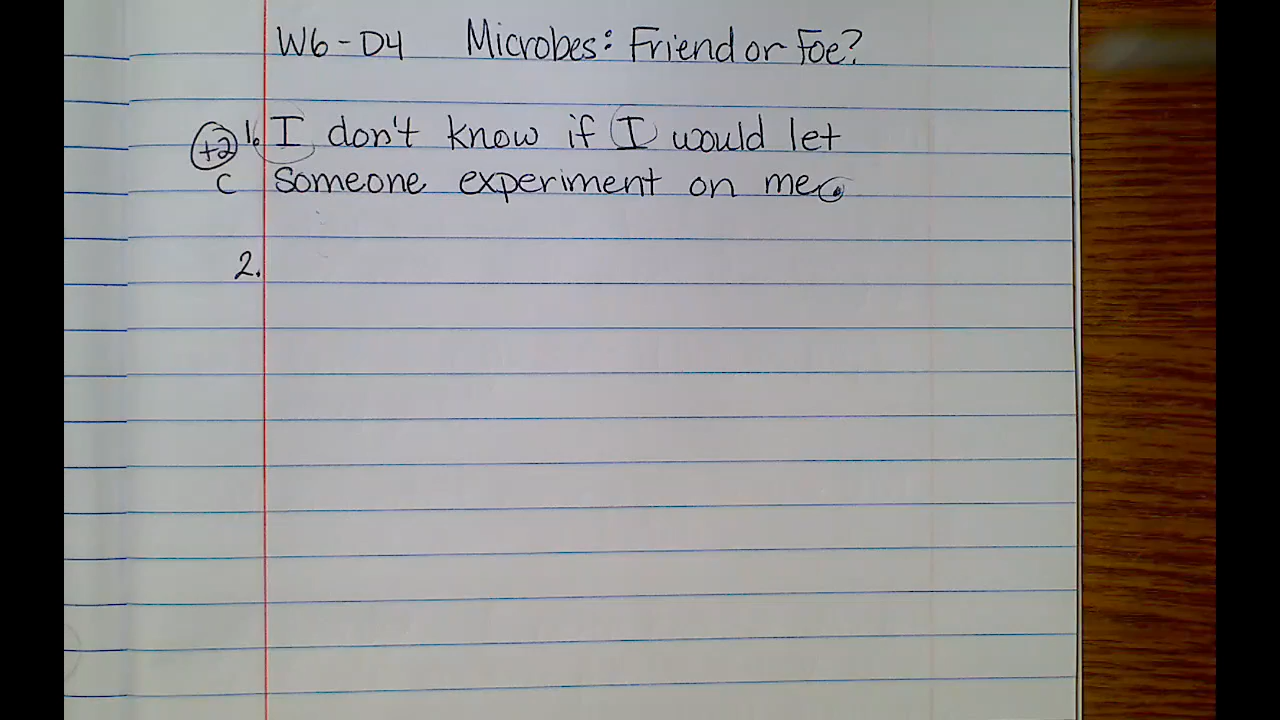 W6-D4 Microbes: Friend or Foe?
+2 1. I don't know if I would let
C someone experiment on me.
2.